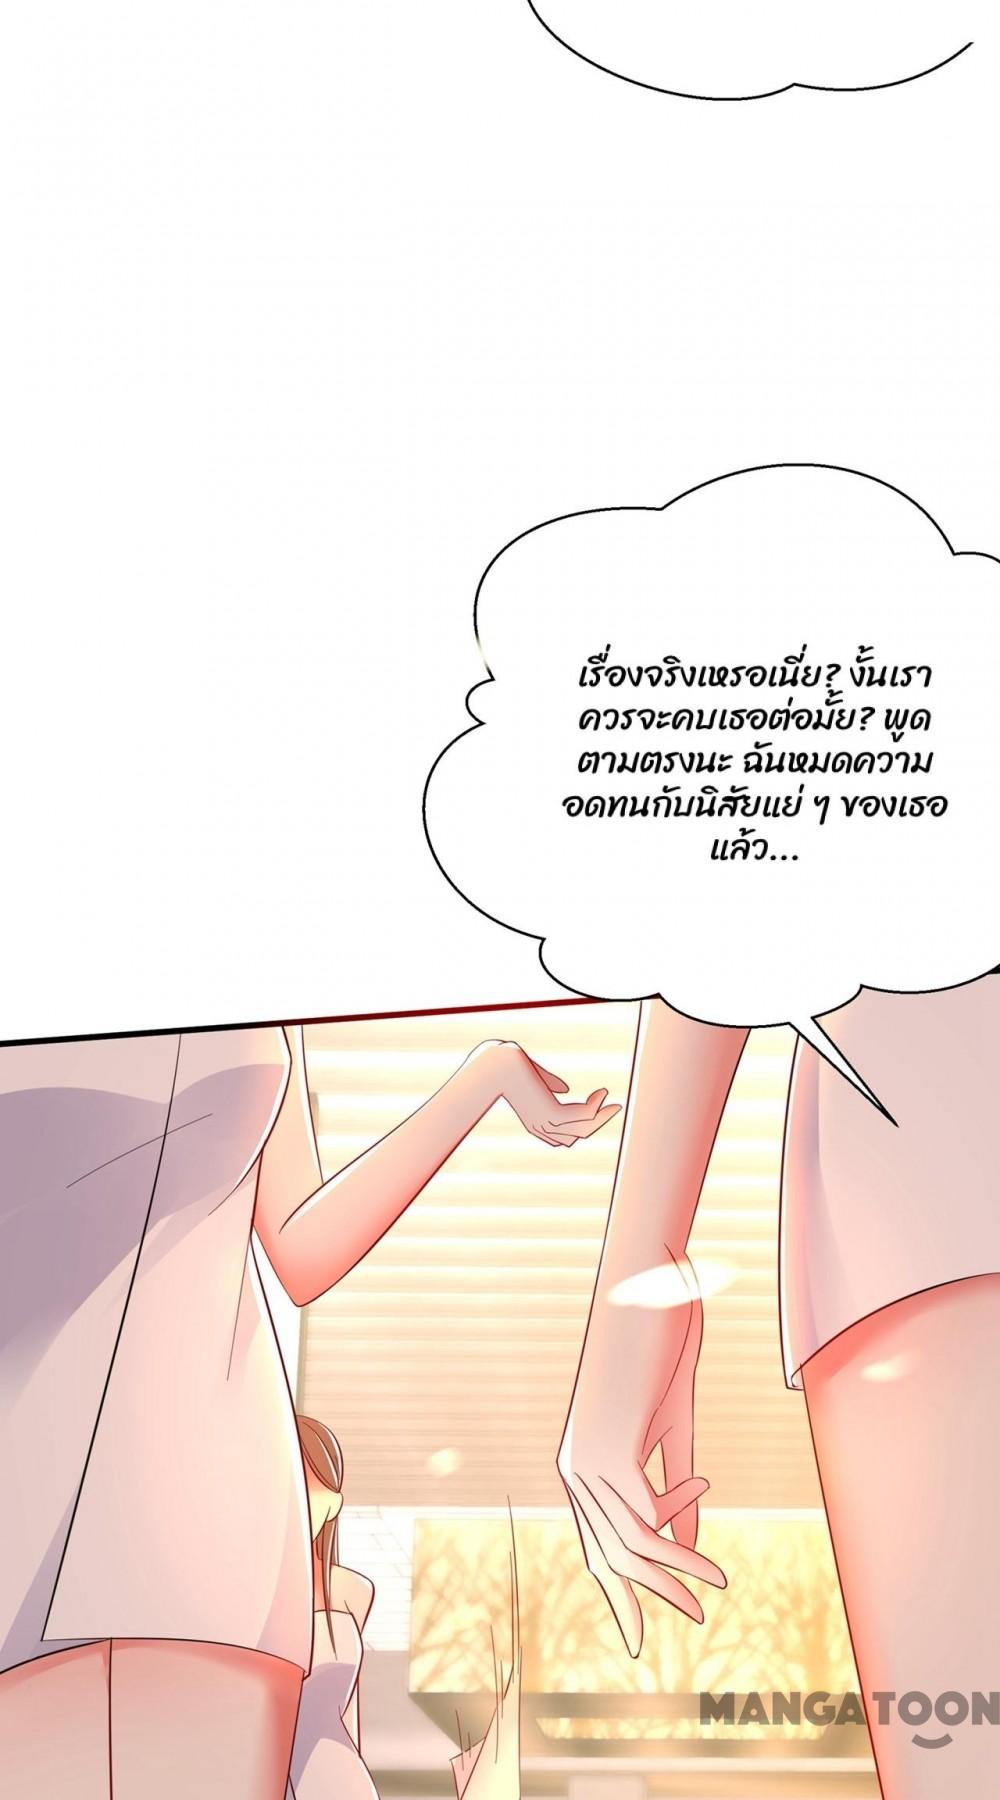 เรื่องจริงเหรอเนี่ย? งั้นเรา
ควรจะคบเธอต่อมั้ย? พูด
ตามตรงนะ ฉันหมดความ
อดทนกับนิสัยแย่ ๆ ของเธอ
แล้ว...
MANGATOON